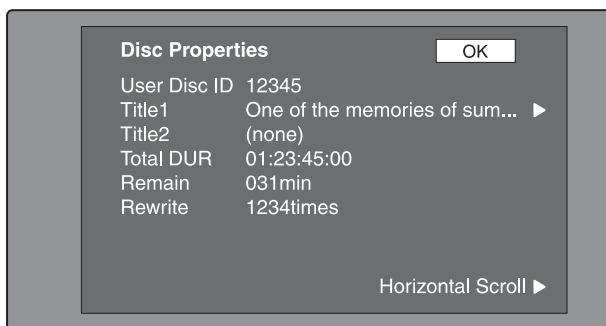 Disc Properties OK
User Disc ID 12345
Title1 One of the memories of sum... ▶
Title2 (none)
Total DUR 01:23:45:00
Remain 031min
Rewrite 1234times
Horizontal Scroll ▶